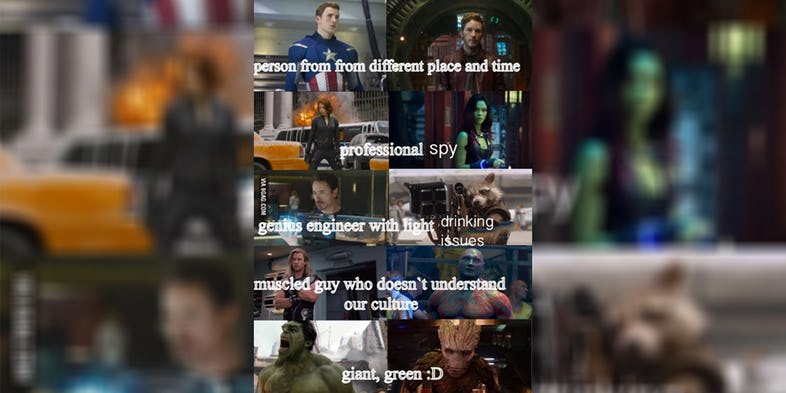 person from from different place and time
professional spy
VIA 9GAG.COM
genius engineer with light drinking
issues
muscled guy who doesn`t understand
our culture
giant, green :D